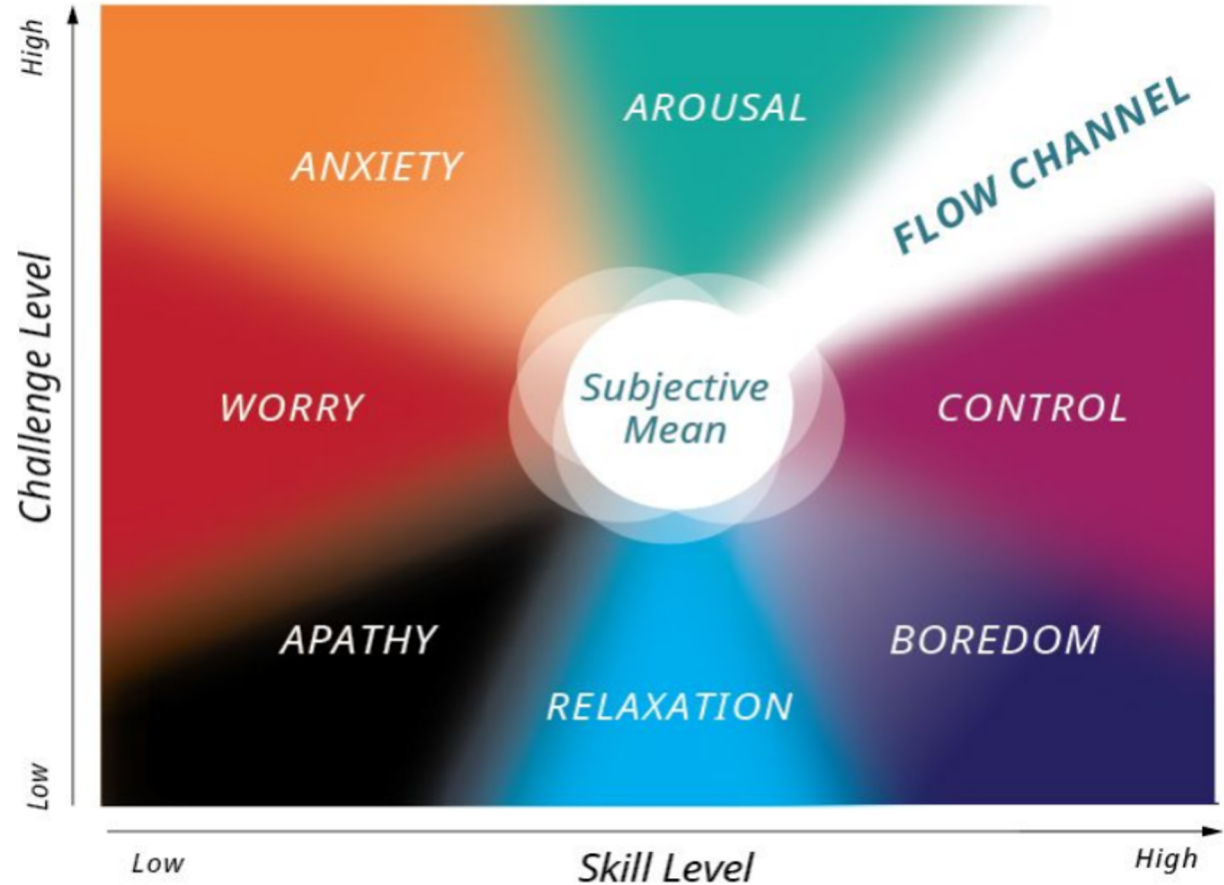 High
AROUSAL
FLOW CHANNEL
ANXIETY
Challenge Level
Subjective
Mean
WORRY
CONTROL
APATHY
BOREDOM
RELAXATION
Low
Low
Skill Level
High